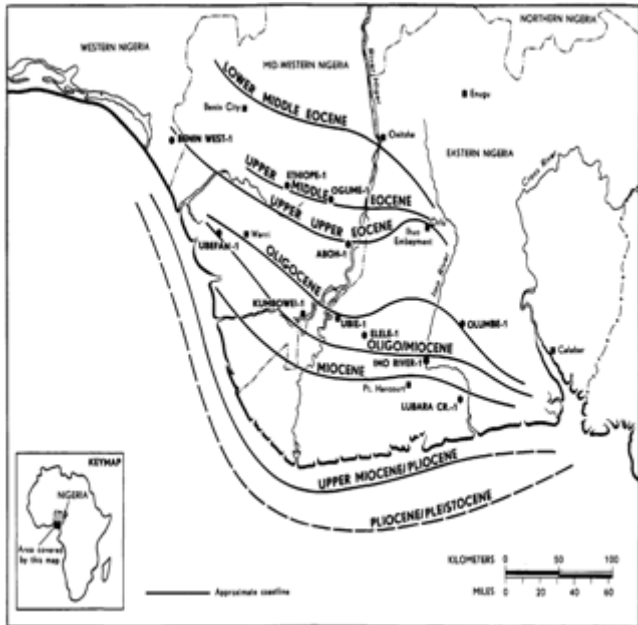 NORTHERN NIGERIA
WESTERN NIGERIA
MID-WESTERN NIGERIA
LOWER MIDDLE EOCENE
Enugu
Benin City
Onitsha
BENIN WEST-1
EASTERN NIGERIA
Cross River
ETHIOPE-1
UPPER MIDDLE EOCENE
OGUME-1
UPPER UPPER EOCENE
Orlu
Ihuo
Embayment
UBEFAN-1
Warri
ABOH-1
Imo River
OLIGOCENE
KUMBOWEI-1
UBIE-1
OLUMBE-1
ELELE-1
OLIGO/MIOCENE
Calabar
IMO RIVER-1
MIOCENE
Pt. Harcourt
LUBARA CR.-1
KEYMAP
NIGERIA
Area covered
by this map
UPPER MIOCENE/PLIOCENE
PLIOCENE/PLEISTOCENE
KILOMETERS
0 50 100
MILES
0 20 40 60
Approximate coastline